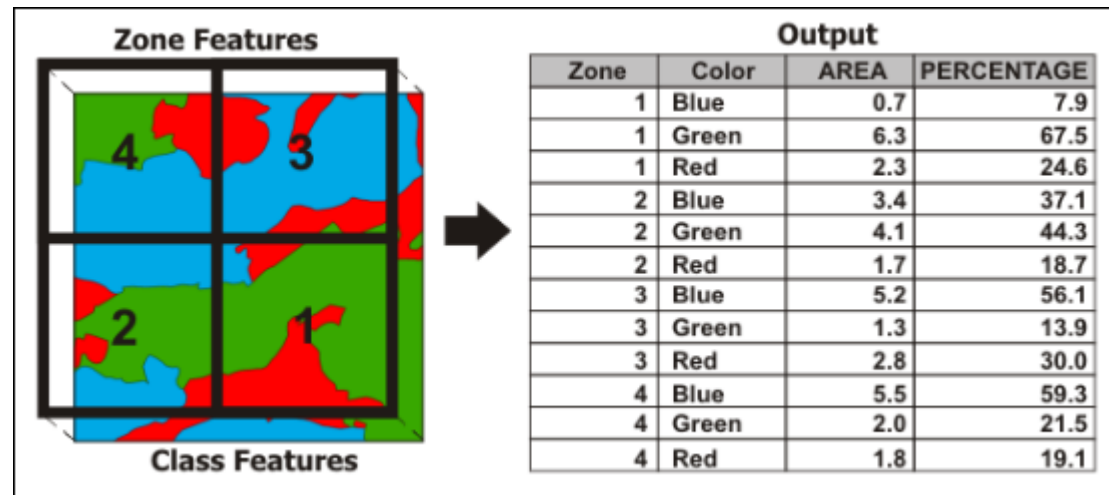 Zone Features
4
3
2
1
Class Features
Output
Zone Color AREA PERCENTAGE
1 Blue 0.7 7.9
1 Green 6.3 67.5
1 Red 2.3 24.6
2 Blue 3.4 37.1
2 Green 4.1 44.3
2 Red 1.7 18.7
3 Blue 5.2 56.1
3 Green 1.3 13.9
3 Red 2.8 30.0
4 Blue 5.5 59.3
4 Green 2.0 21.5
4 Red 1.8 19.1